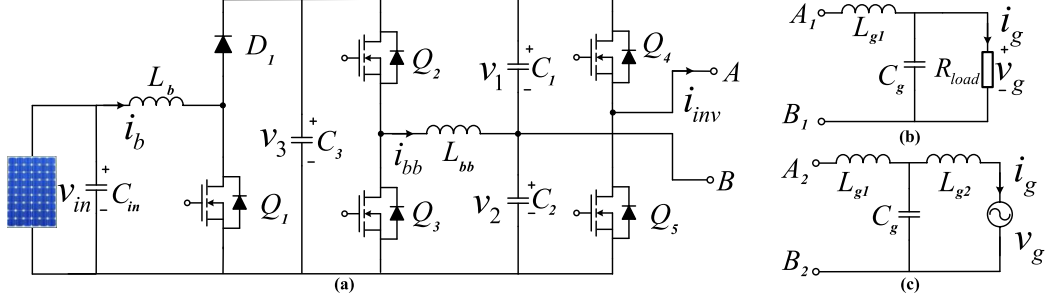 D1
Q2
Q4
Lb
v1
C1
A
ib
v3
C3
iinv
ibb
Lbb
vin
Cin
Q1
Q3
v2
C2
B
Q5
(a)
A1
Lg1
ig
Cg
Rload
vg
B1
(b)
A2
Lg1
Lg2
ig
Cg
vg
B2
(c)